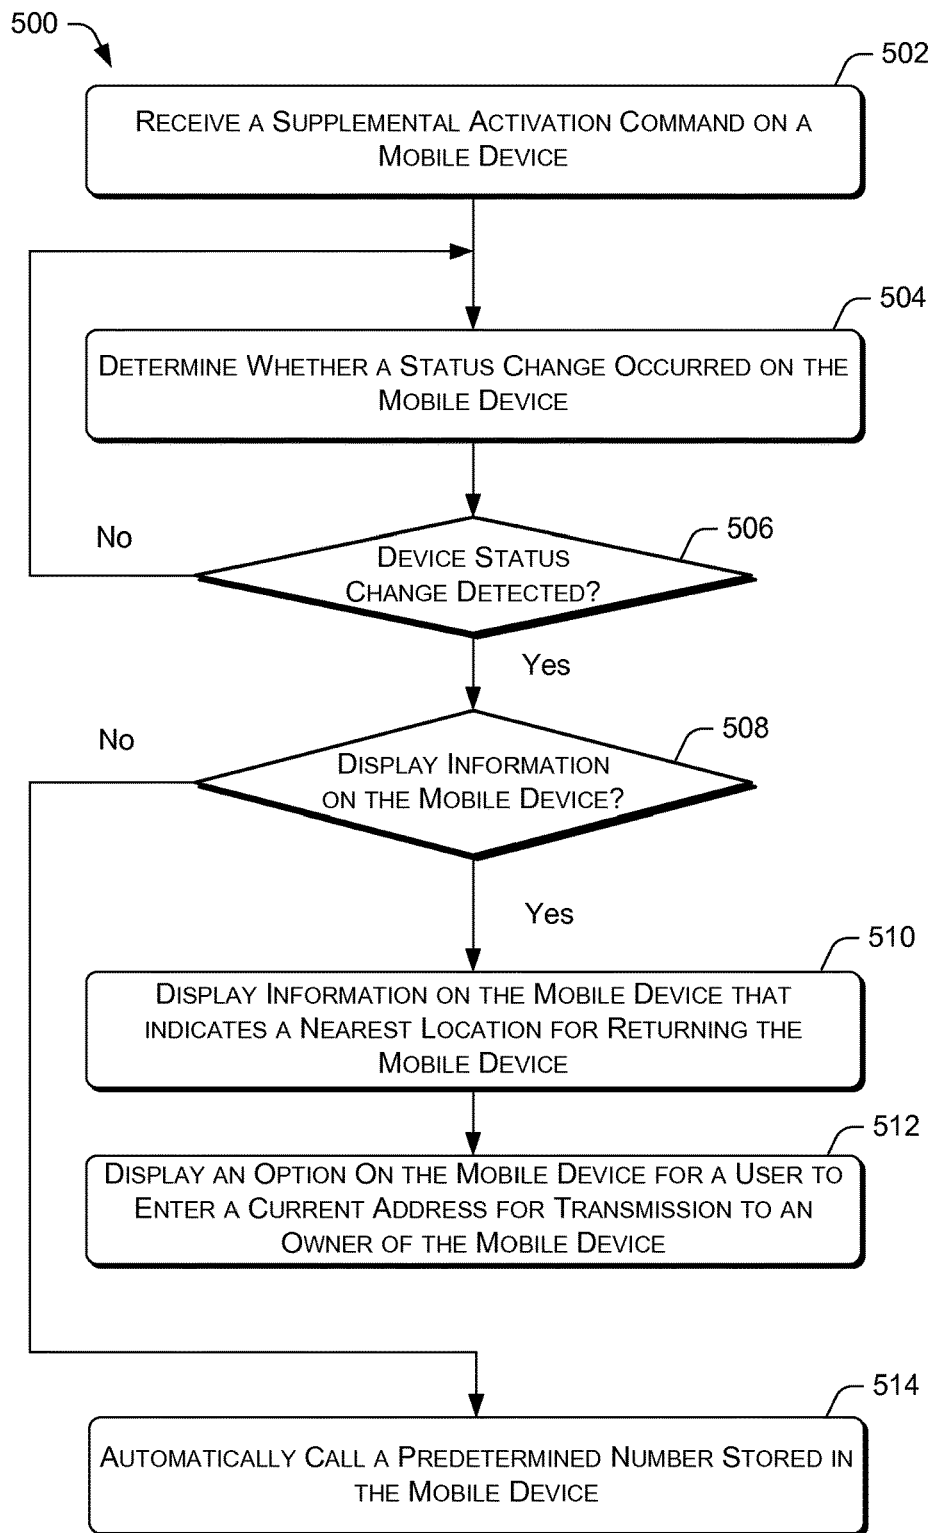 500
502
RECEIVE A SUPPLEMENTAL ACTIVATION COMMAND ON A
MOBILE DEVICE
504
DETERMINE WHETHER A STATUS CHANGE OCCURRED ON THE
MOBILE DEVICE
506
No
DEVICE STATUS
CHANGE DETECTED?
Yes
508
No
DISPLAY INFORMATION
ON THE MOBILE DEVICE?
Yes
510
DISPLAY INFORMATION ON THE MOBILE DEVICE THAT
INDICATES A NEAREST LOCATION FOR RETURNING THE
MOBILE DEVICE
512
DISPLAY AN OPTION ON THE MOBILE DEVICE FOR A USER TO
ENTER A CURRENT ADDRESS FOR TRANSMISSION TO AN
OWNER OF THE MOBILE DEVICE
514
AUTOMATICALLY CALL A PREDETERMINED NUMBER STORED IN
THE MOBILE DEVICE